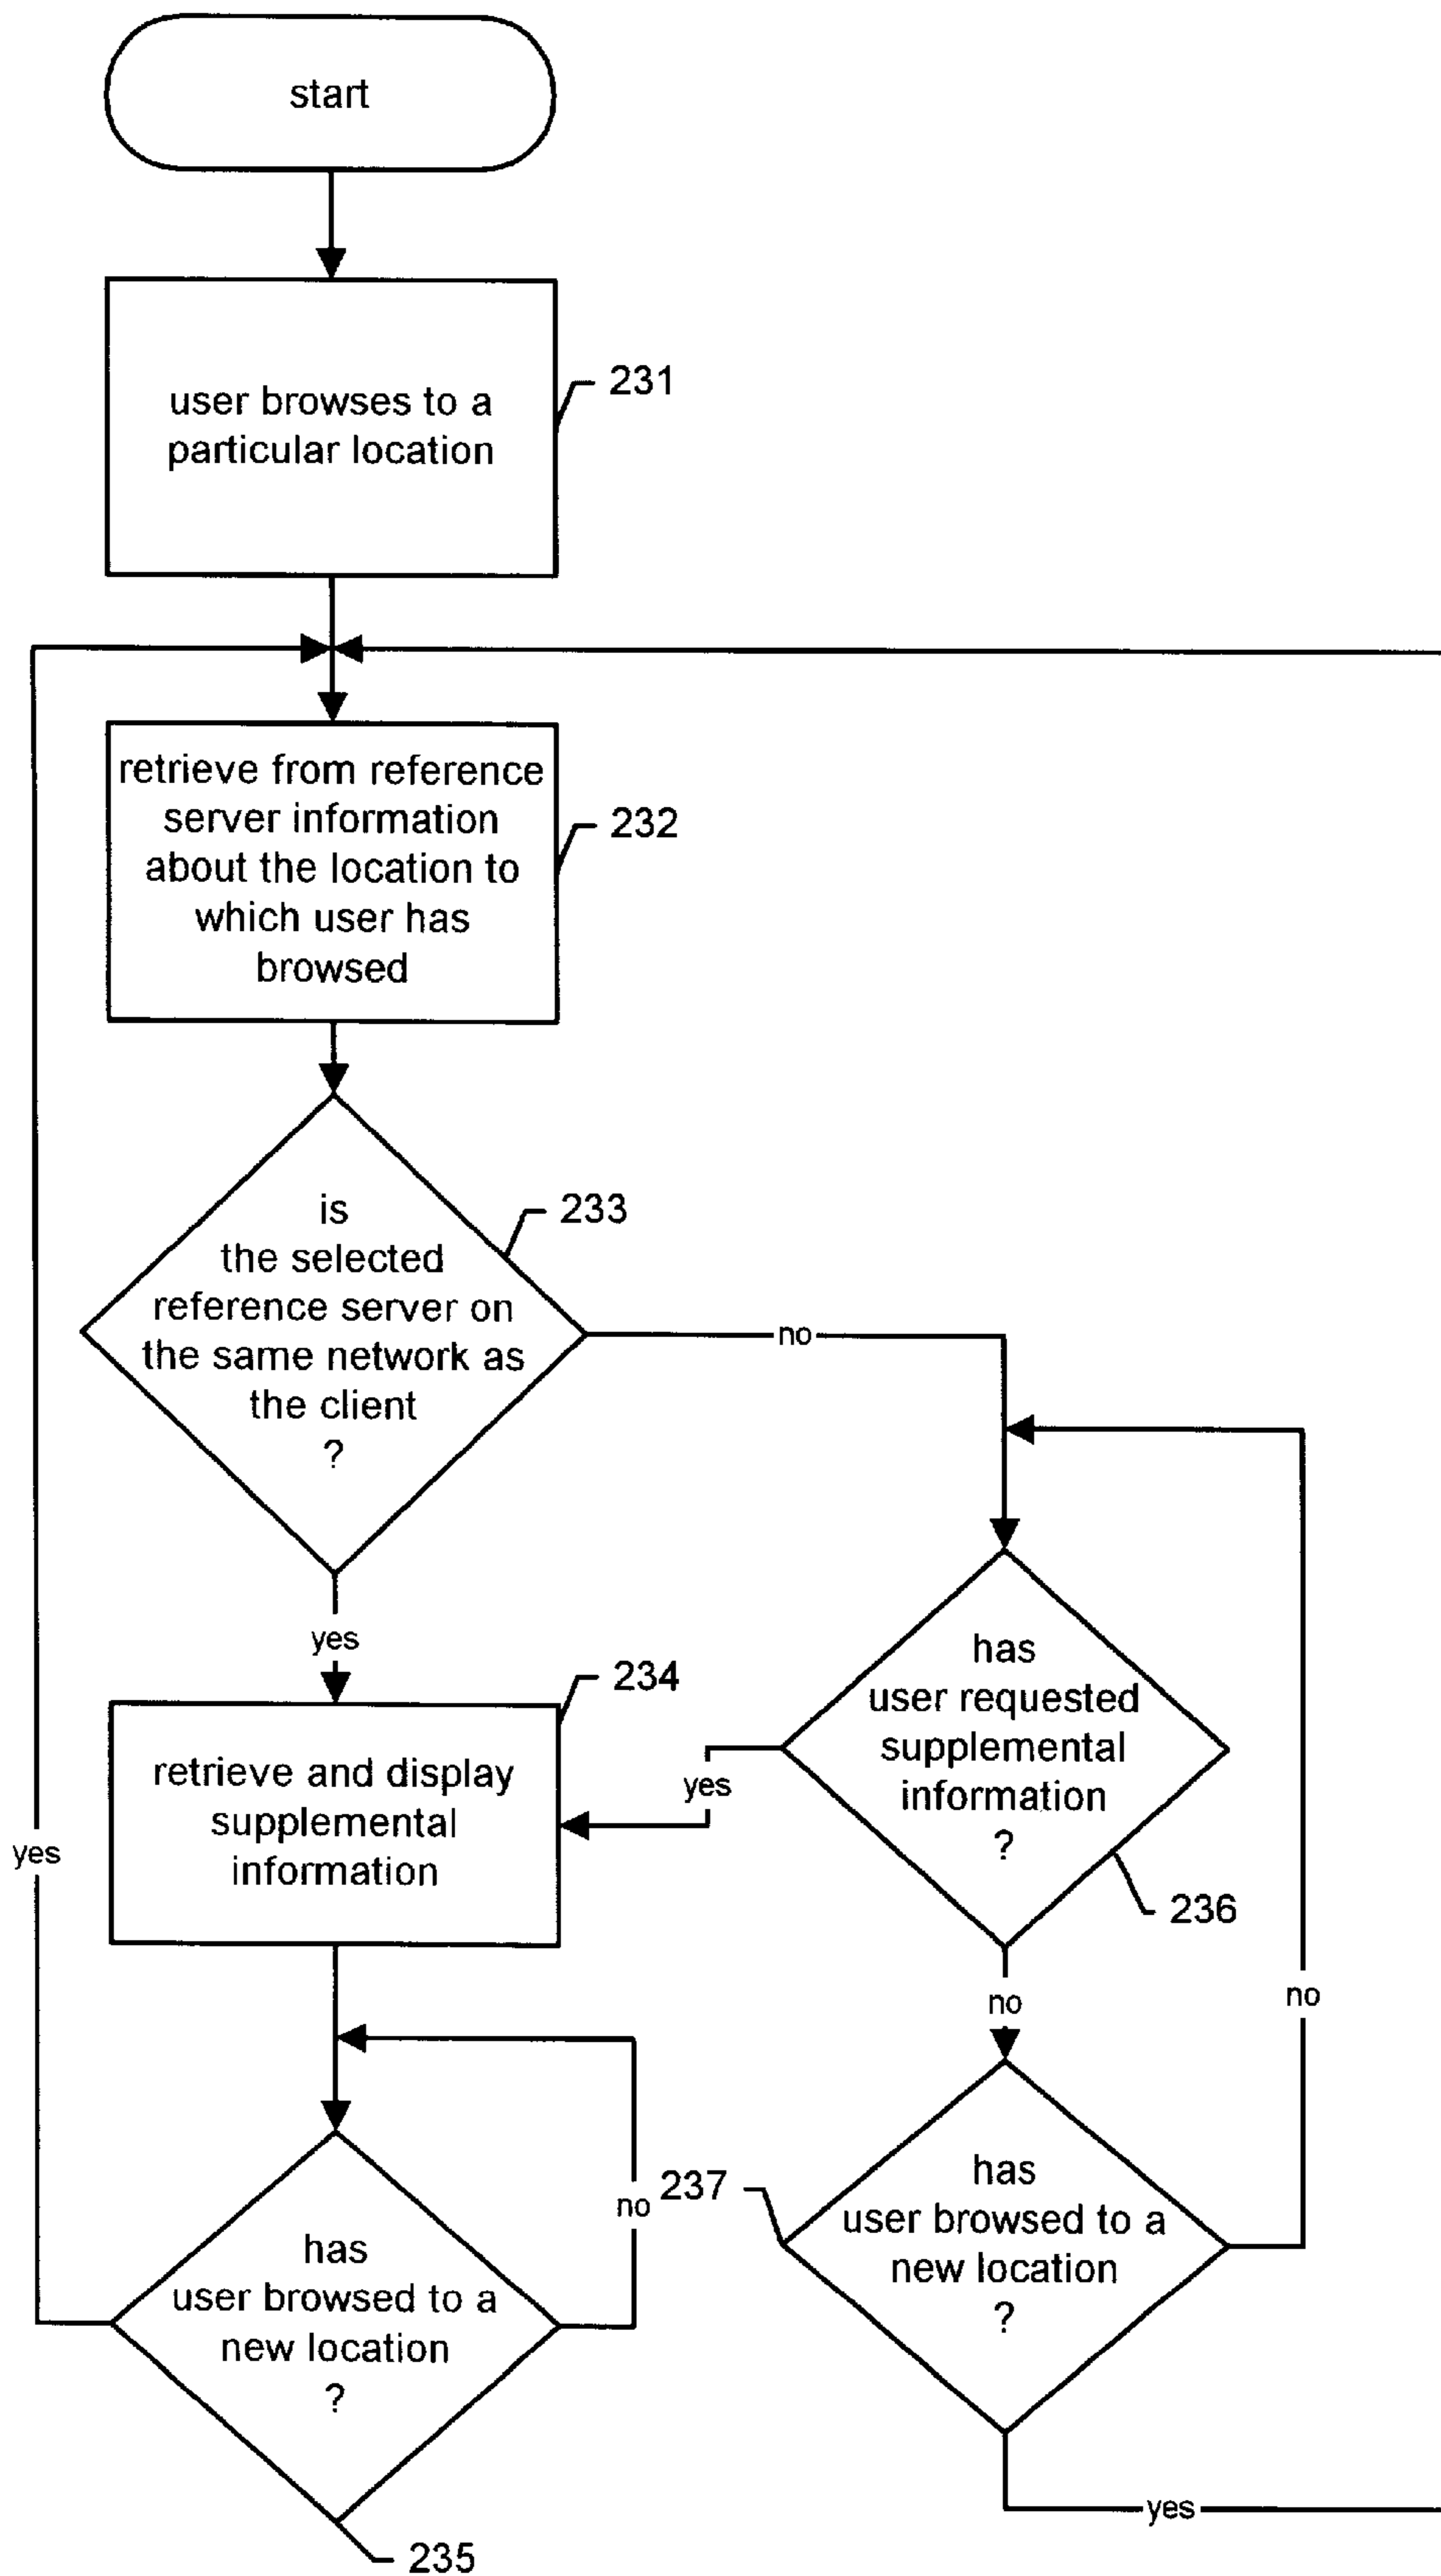 start
user browses to a
particular location
231
retrieve from reference
server information
about the location to
which user has
browsed
232
is
the selected
reference server on
the same network as
the client
?
233
no
yes
has
user requested
supplemental
information
?
236
yes
234
retrieve and display
supplemental
information
yes
no
no
has
user browsed to a
new location
?
237
no
has
user browsed to a
new location
?
235
yes